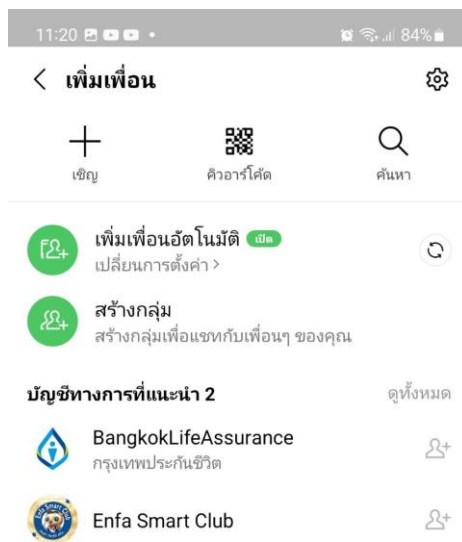 11:20 84%
เพิ่มเพื่อน
เชิญ คิวอาร์โค้ด ค้นหา
เพิ่มเพื่อนอัตโนมัติ เปิด
เปลี่ยนการตั้งค่า >
สร้างกลุ่ม
สร้างกลุ่มเพื่อแชทกับเพื่อนๆ ของคุณ
บัญชีทางการที่แนะนำ 2 ดูทั้งหมด
BangkokLifeAssurance
กรุงเทพประกันชีวิต
Enfa Smart Club